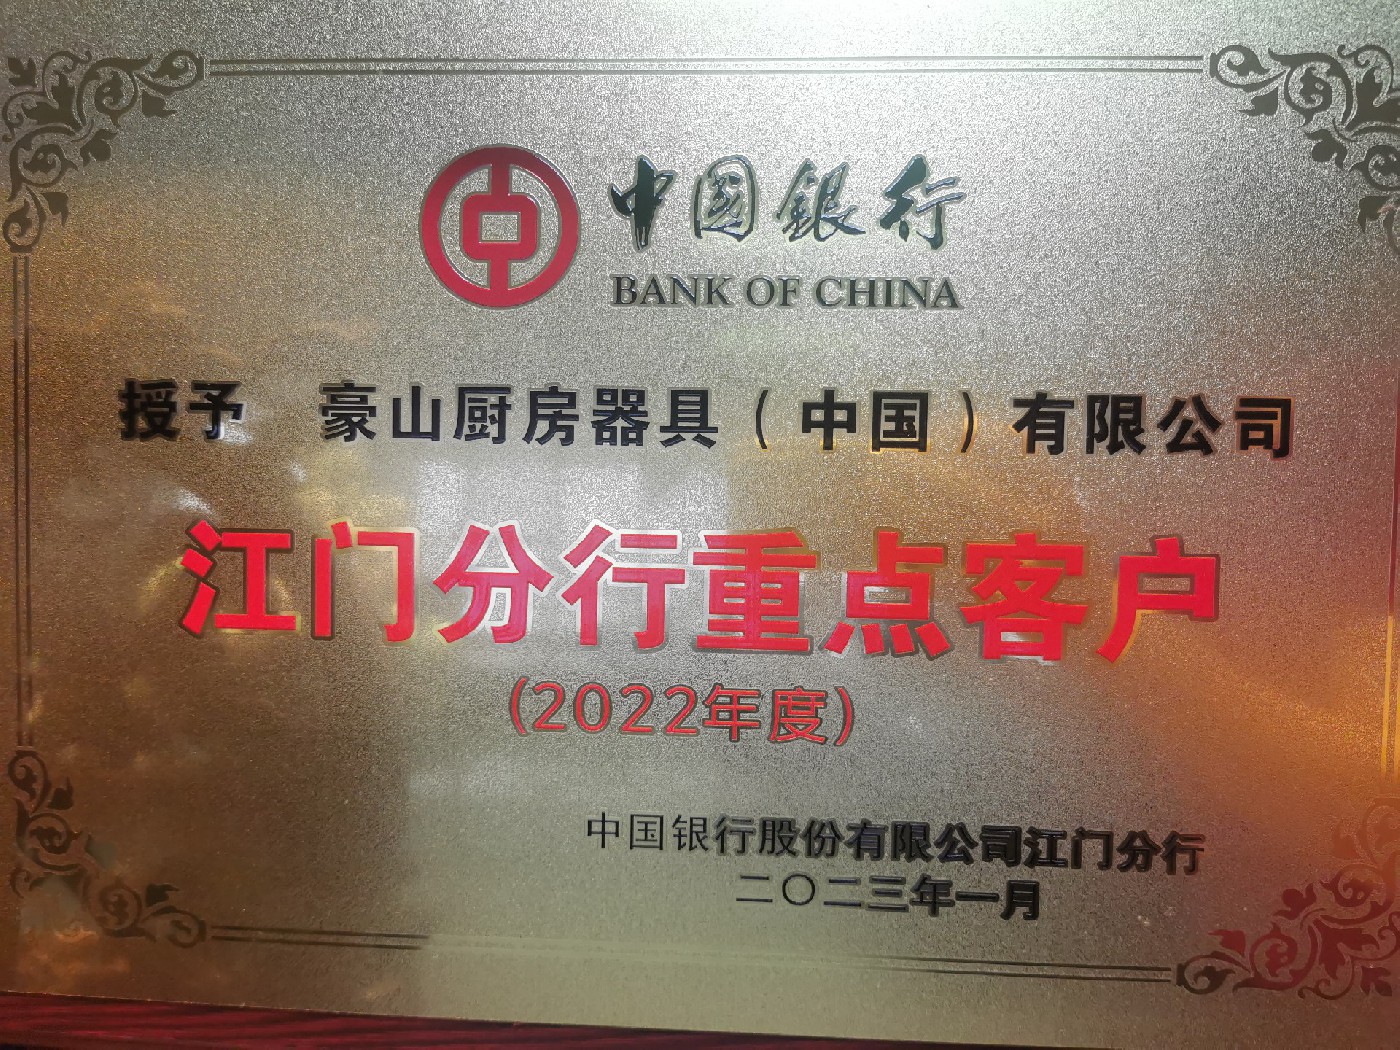 中国銀行
BANK OF CHINA
授予 豪山厨房器具（中国）有限公司
江门分行重点客户
(2022年度)
中国银行股份有限公司江门分行
二〇二三年一月